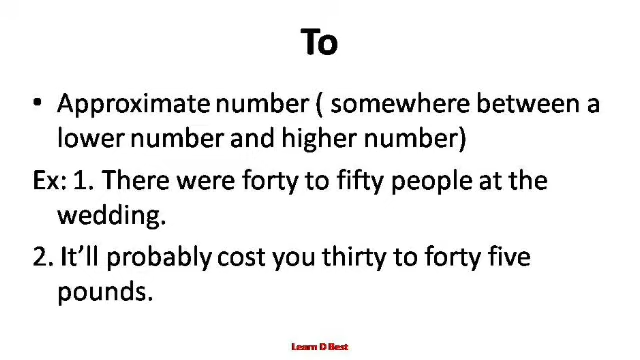 To
• Approximate number ( somewhere between a
lower number and higher number)
Ex: 1. There were forty to fifty people at the
wedding.
2. It’ll probably cost you thirty to forty five
pounds.
Learn D Best